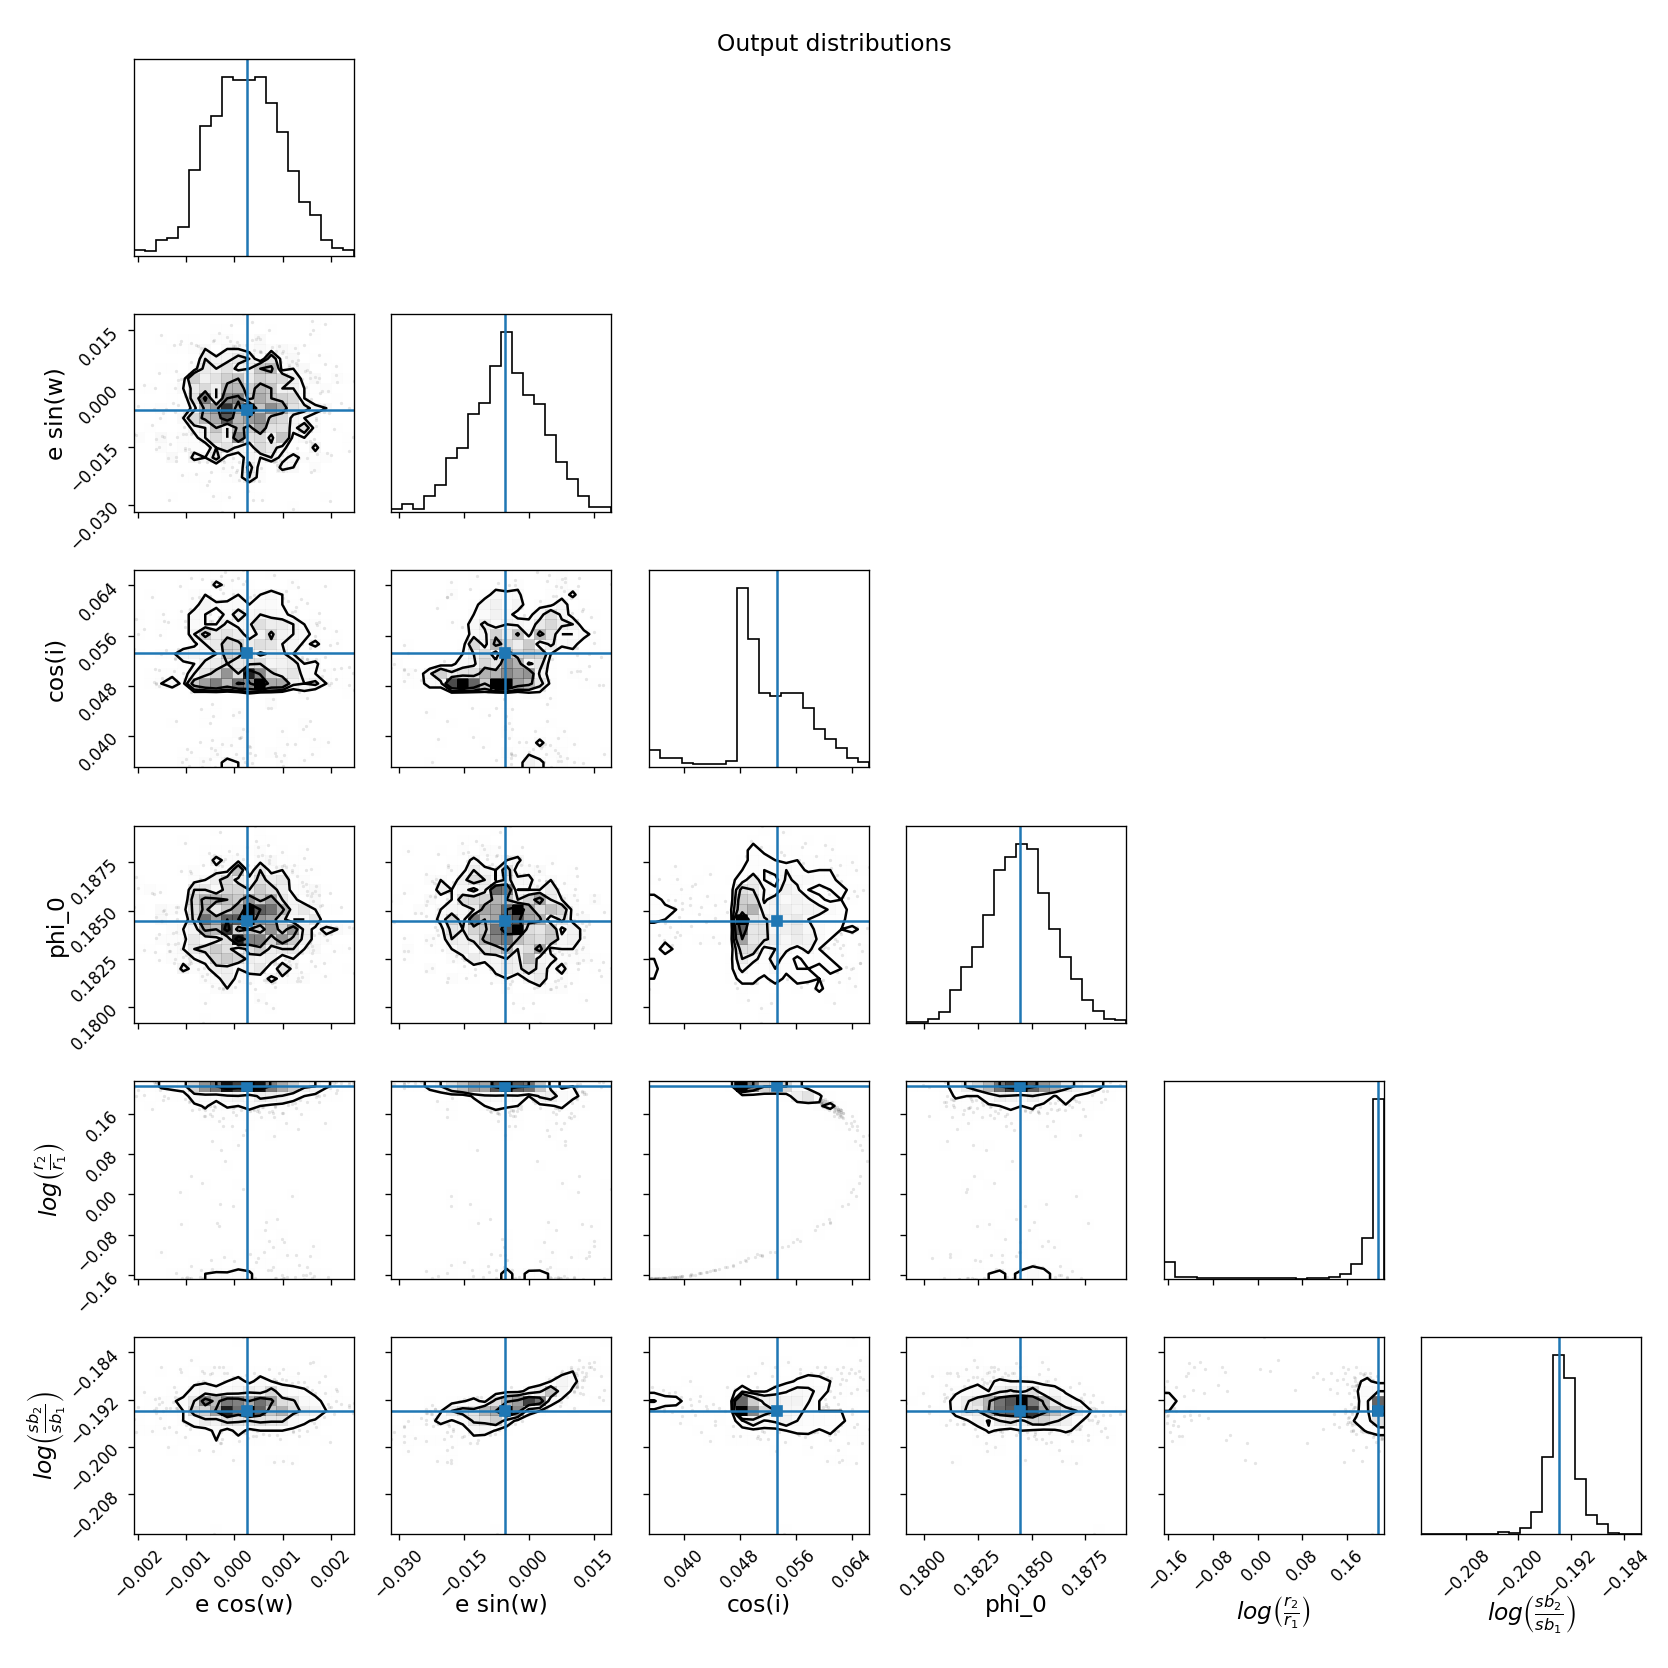 Output distributions
e sin(w)
0.015
0.000
−0.015
−0.030
cos(i)
0.064
0.056
0.048
0.040
phi_0
0.1875
0.1850
0.1825
0.1800
log(r₂/r₁)
0.16
0.08
0.00
−0.08
−0.16
log(sb₂/sb₁)
−0.184
−0.192
−0.200
−0.208
−0.002 −0.001 0.000 0.001 0.002
−0.030 −0.015 0.000 0.015
0.040 0.048 0.056 0.064
0.1800 0.1825 0.1850 0.1875
−0.16 −0.08 0.00 0.08 0.16
−0.208 −0.200 −0.192 −0.184
e cos(w)
e sin(w)
cos(i)
phi_0
log(r₂/r₁)
log(sb₂/sb₁)